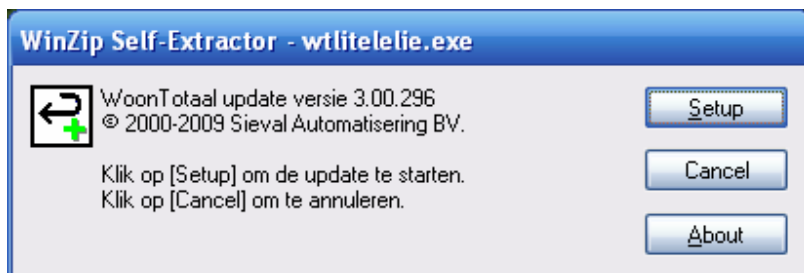 WinZip Self-Extractor - wtlitelelie.exe
WoonTotaal update versie 3.00.296
© 2000-2009 Sieval Automatisering BV.
Klik op [Setup] om de update te starten.
Klik op [Cancel] om te annuleren.
Setup
Cancel
About